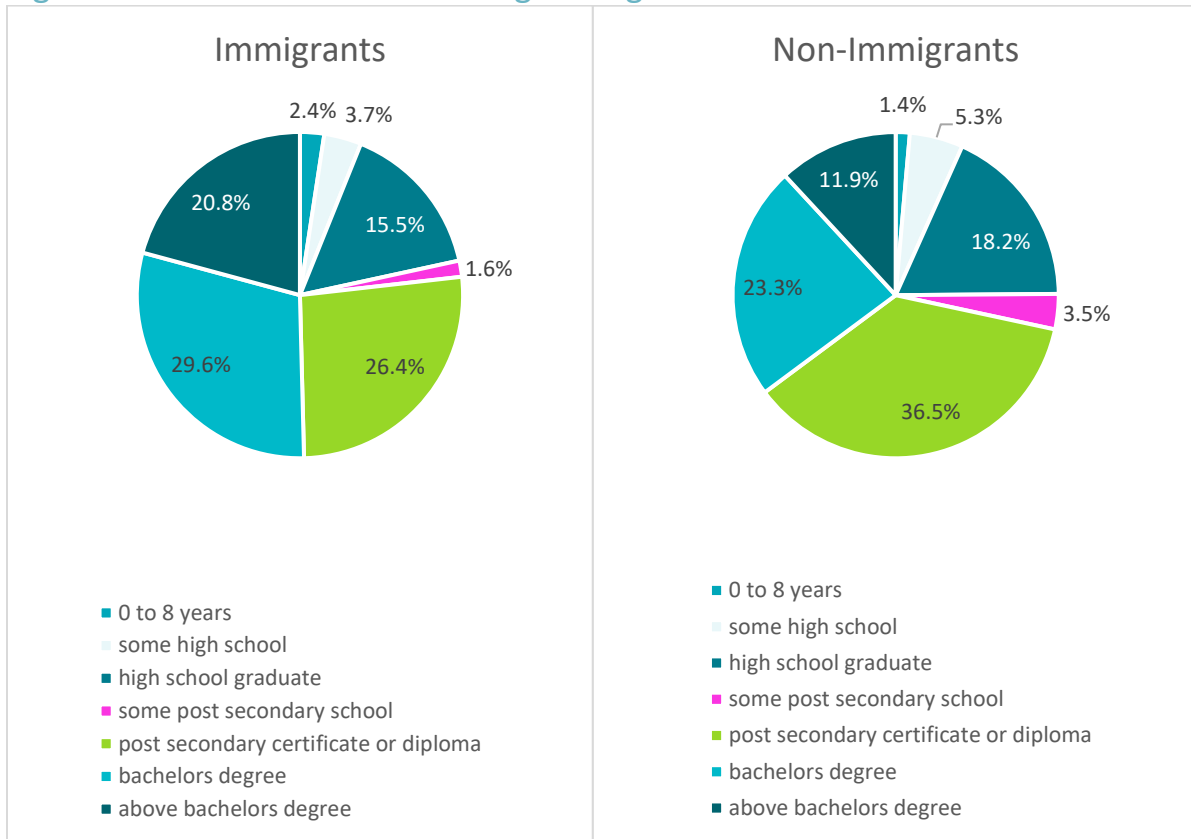 Immigrants
2.4%
3.7%
15.5%
1.6%
26.4%
29.6%
20.8%
0 to 8 years
some high school
high school graduate
some post secondary school
post secondary certificate or diploma
bachelors degree
above bachelors degree
Non-Immigrants
1.4%
5.3%
18.2%
3.5%
36.5%
23.3%
11.9%
0 to 8 years
some high school
high school graduate
some post secondary school
post secondary certificate or diploma
bachelors degree
above bachelors degree